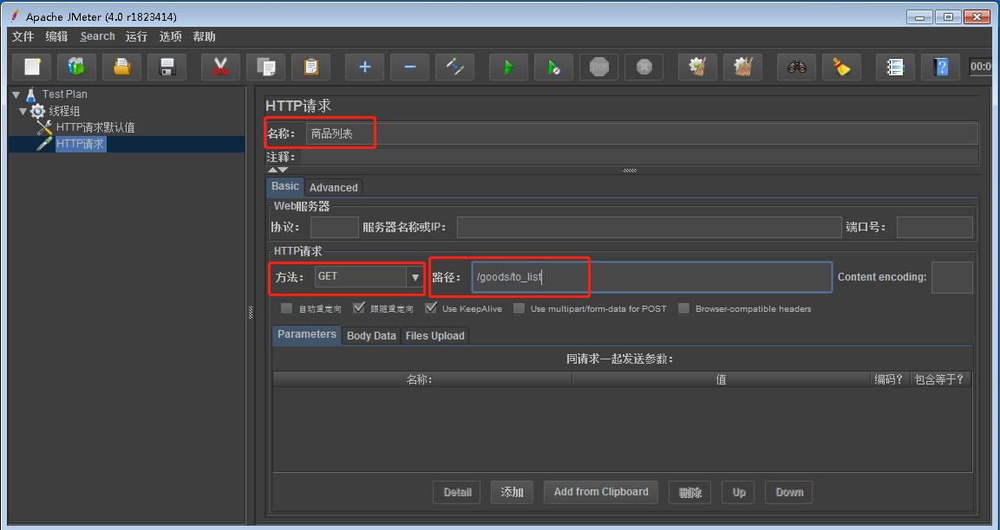 Apache JMeter (4.0 r1823414)
文件 编辑 Search 运行 选项 帮助
STOP
00:0
Test Plan
线程组
HTTP请求默认值
HTTP请求
HTTP请求
名称： 商品列表
注释：
Basic Advanced
Web服务器
协议： 服务器名称或IP： 端口号：
HTTP请求
方法： GET 路径： /goods/to_list Content encoding:
自动重定向 跟随重定向 Use KeepAlive Use multipart/form-data for POST Browser-compatible headers
Parameters Body Data Files Upload
同请求一起发送参数：
名称： 值 编码？ 包含等于？
Detail 添加 Add from Clipboard 删除 Up Down